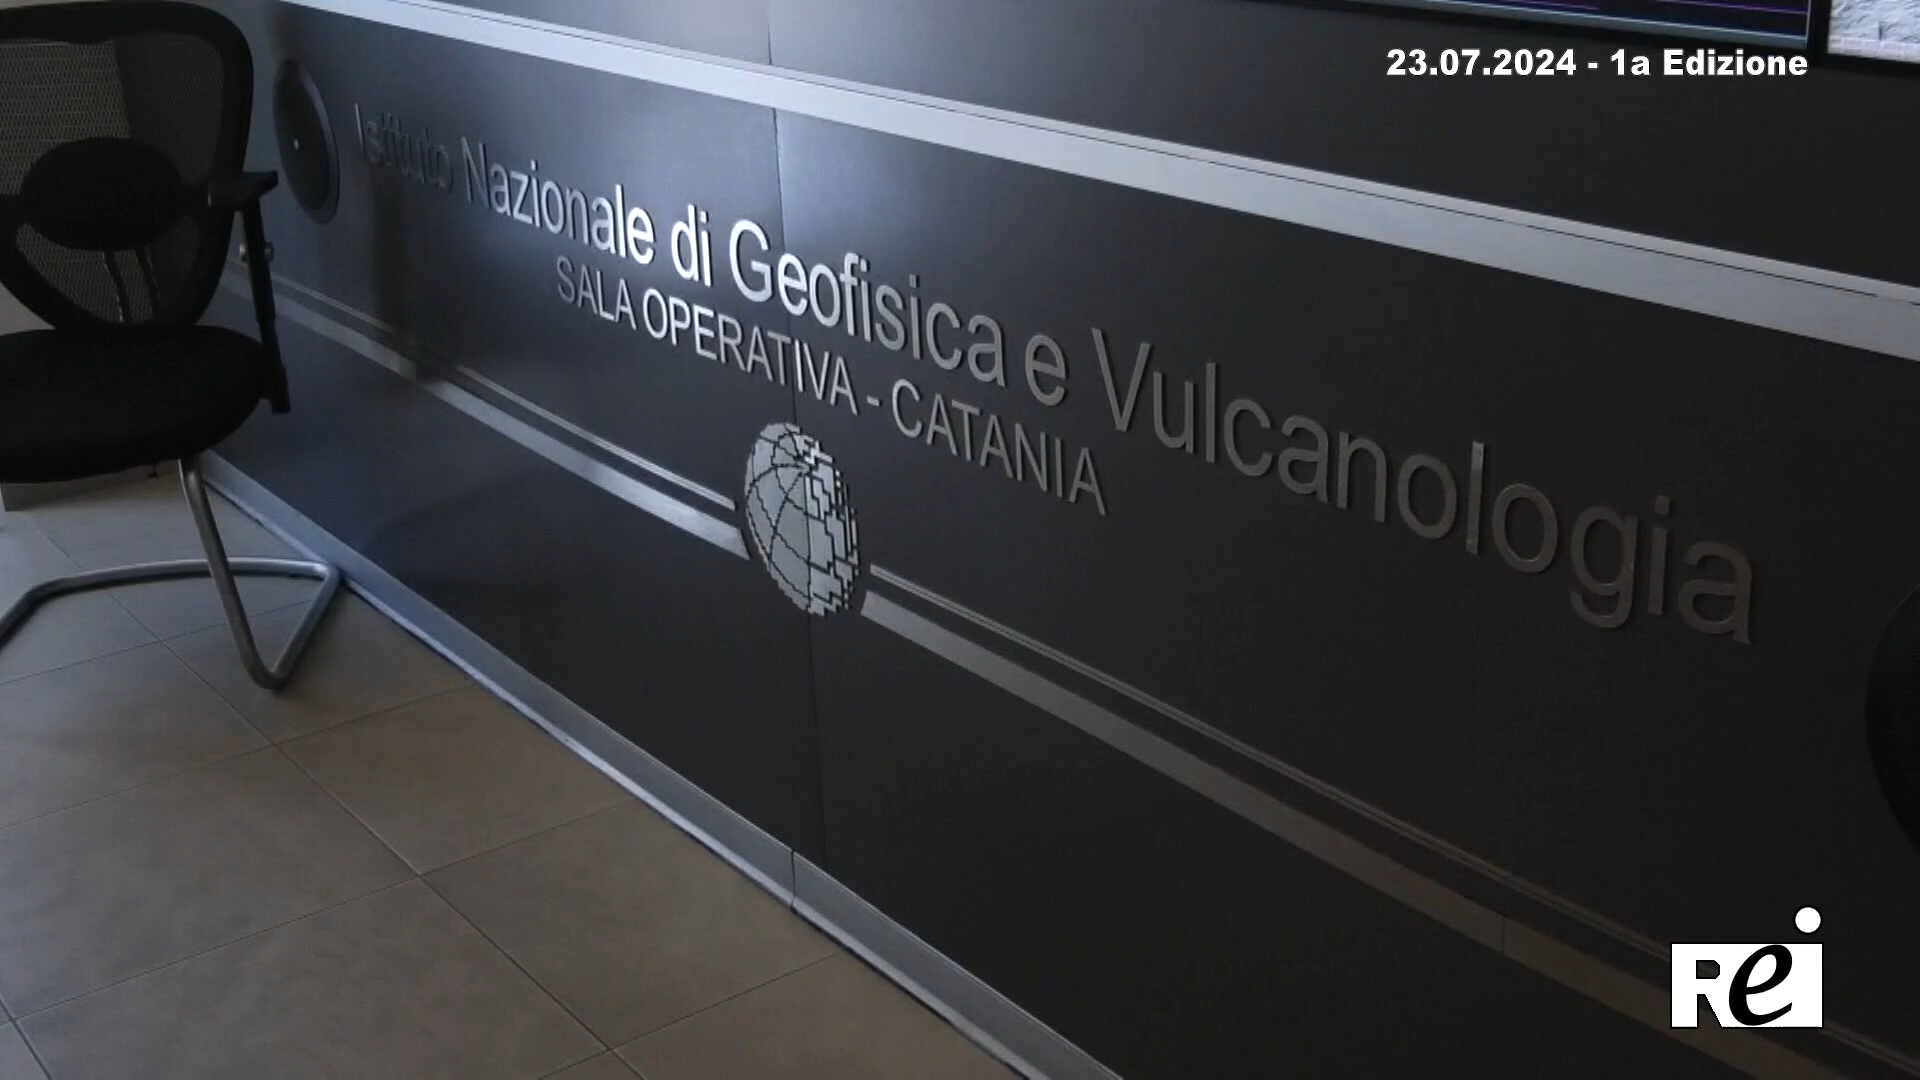 23.07.2024 - 1a Edizione
Istituto Nazionale di Geofisica e Vulcanologia
SALA OPERATIVA - CATANIA
Rei